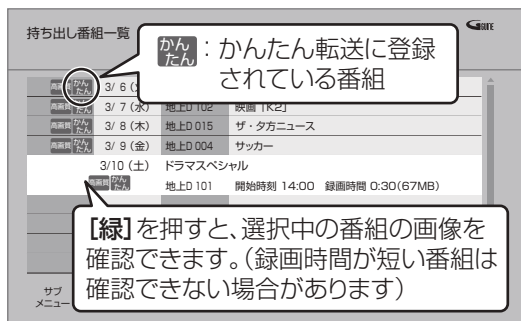 持ち出し番組一覧
GGUIDE
かんたん：かんたん転送に登録
されている番組
高画質 かんたん 3/ 6 (
高画質 かんたん 3/ 7 (水) 地上D 102 映画「K2」
高画質 かんたん 3/ 8 (木) 地上D 015 ザ・夕方ニュース
高画質 かんたん 3/ 9 (金) 地上D 004 サッカー
3/10 (土) ドラマスペシャル
高画質 かんたん 地上D 101 開始時刻 14:00 録画時間 0:30(67MB)
[緑]を押すと、選択中の番組の画像を
確認できます。(録画時間が短い番組は
確認できない場合があります)
サブ
メニュー